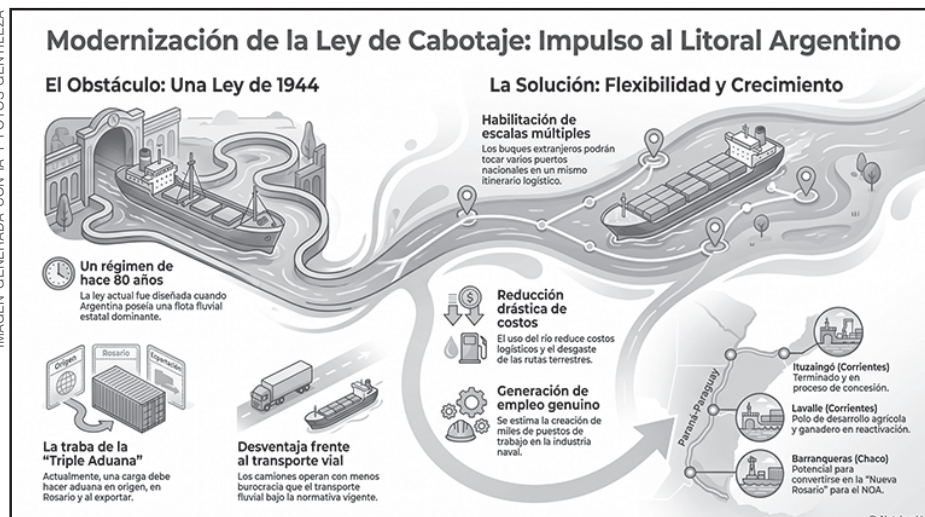 IMAGEN GENERADA CON IA Y FOTOS GENTILEZA
Modernización de la Ley de Cabotaje: Impulso al Litoral Argentino
El Obstáculo: Una Ley de 1944
Un régimen de
hace 80 años
La ley actual fue diseñada cuando
Argentina poseía una flota fluvial
estatal dominante.
Origen
Rosario
Exportación
La traba de la
“Triple Aduana”
Actualmente, una carga debe
hacer aduana en origen, en
Rosario y al exportar.
Desventaja frente
al transporte vial
Los camiones operan con menos
burocracia que el transporte
fluvial bajo la normativa vigente.
La Solución: Flexibilidad y Crecimiento
Habilitación de
escalas múltiples
Los buques extranjeros podrán
tocar varios puertos
nacionales en un mismo
itinerario logístico.
$
Reducción
drástica de
costos
El uso del río reduce costos
logísticos y el desgaste
de las rutas terrestres.
Generación de
empleo genuino
Se estima la creación de
miles de puestos de
trabajo en la industria
naval.
Paraná-Paraguay
Ituzaingó (Corrientes)
Terminado y en
proceso de concesión.
Lavalle (Corrientes)
Polo de desarrollo agrícola
y ganadero en reactivación.
Barranqueras (Chaco)
Potencial para
convertirse en la “Nueva
Rosario” para el NOA.